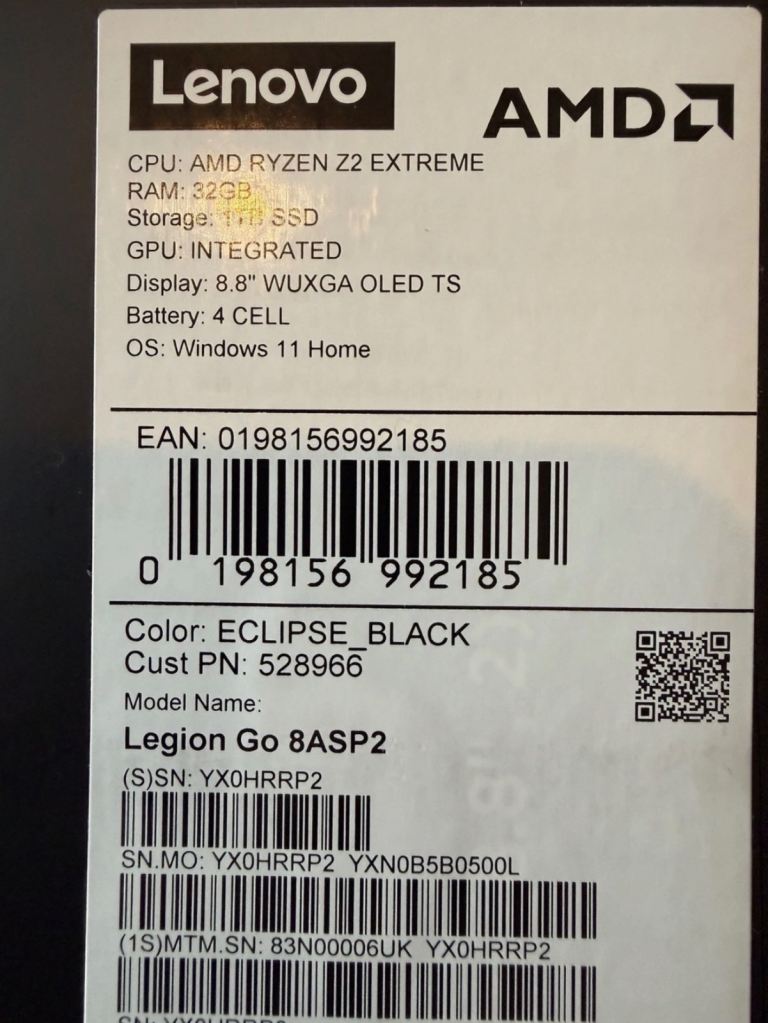 Lenovo
AMD
CPU: AMD RYZEN Z2 EXTREME
RAM: 32GB
Storage: 1TB SSD
GPU: INTEGRATED
Display: 8.8" WUXGA OLED TS
Battery: 4 CELL
OS: Windows 11 Home
EAN: 0198156992185
0 198156 992185
Color: ECLIPSE_BLACK
Cust PN: 528966
Model Name:
Legion Go 8ASP2
(S)SN: YX0HRRP2
SN.MO: YX0HRRP2 YXN0B5B0500L
(1S)MTM.SN: 83N00006UK YX0HRRP2